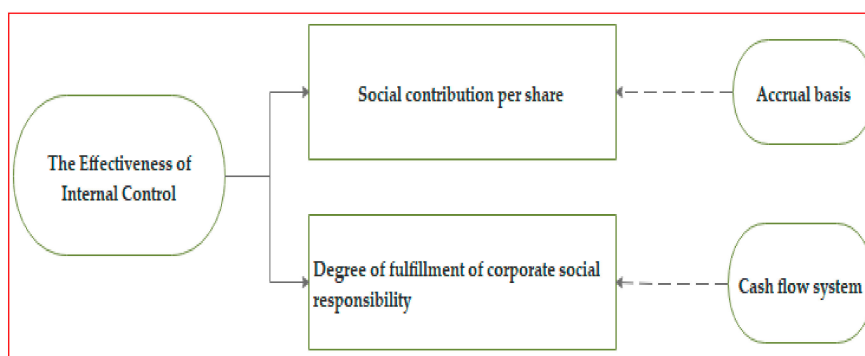 Social contribution per share
Accrual basis
The Effectiveness of
Internal Control
Degree of fulfillment of corporate social
responsibility
Cash flow system